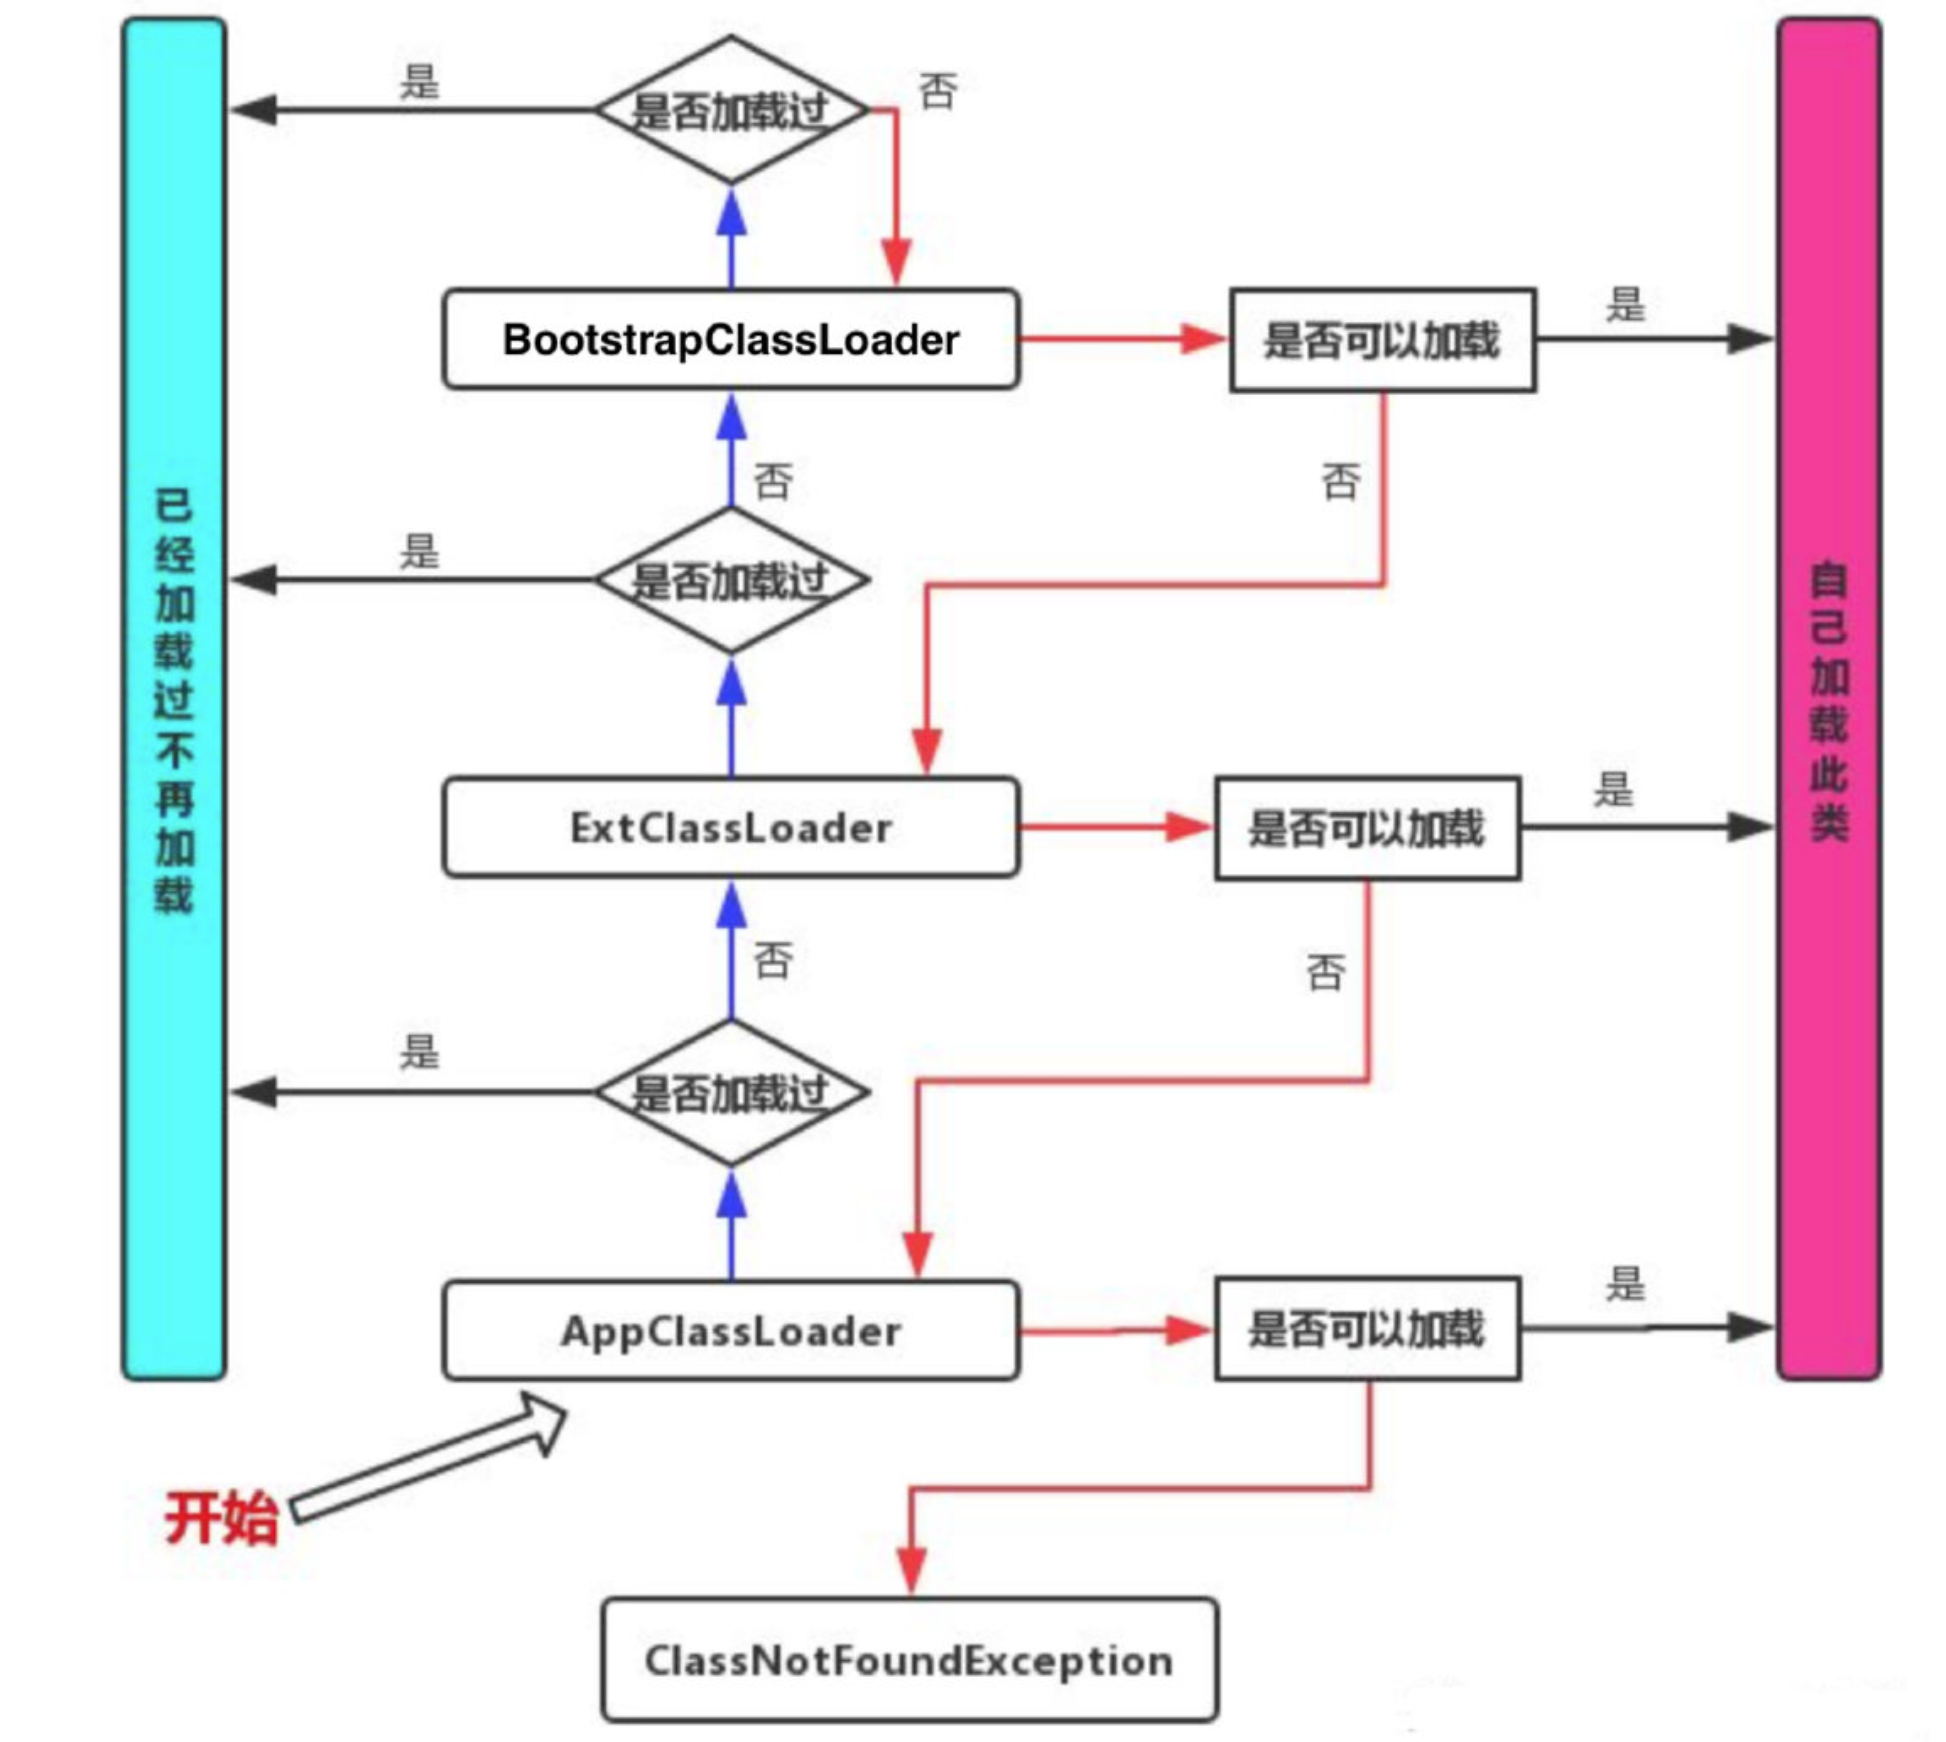 是
是否加载过
否
BootstrapClassLoader
是否可以加载
是
否
否
是
是否加载过
已经加载过不再加载
自己加载此类
ExtClassLoader
是否可以加载
是
否
否
是
是否加载过
AppClassLoader
是否可以加载
是
开始
ClassNotFoundException